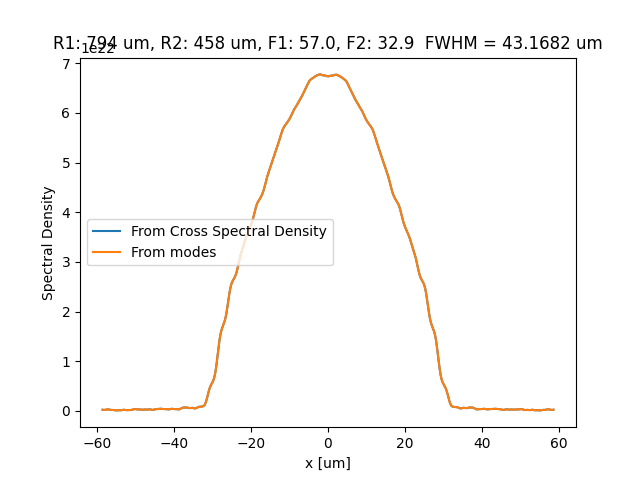 R1: 794 um, R2: 458 um, F1: 57.0, F2: 32.9  FWHM = 43.1682 um
1e22
7
6
5
4
3
2
1
0
Spectral Density
From Cross Spectral Density
From modes
−60 −40 −20 0 20 40 60
x [um]